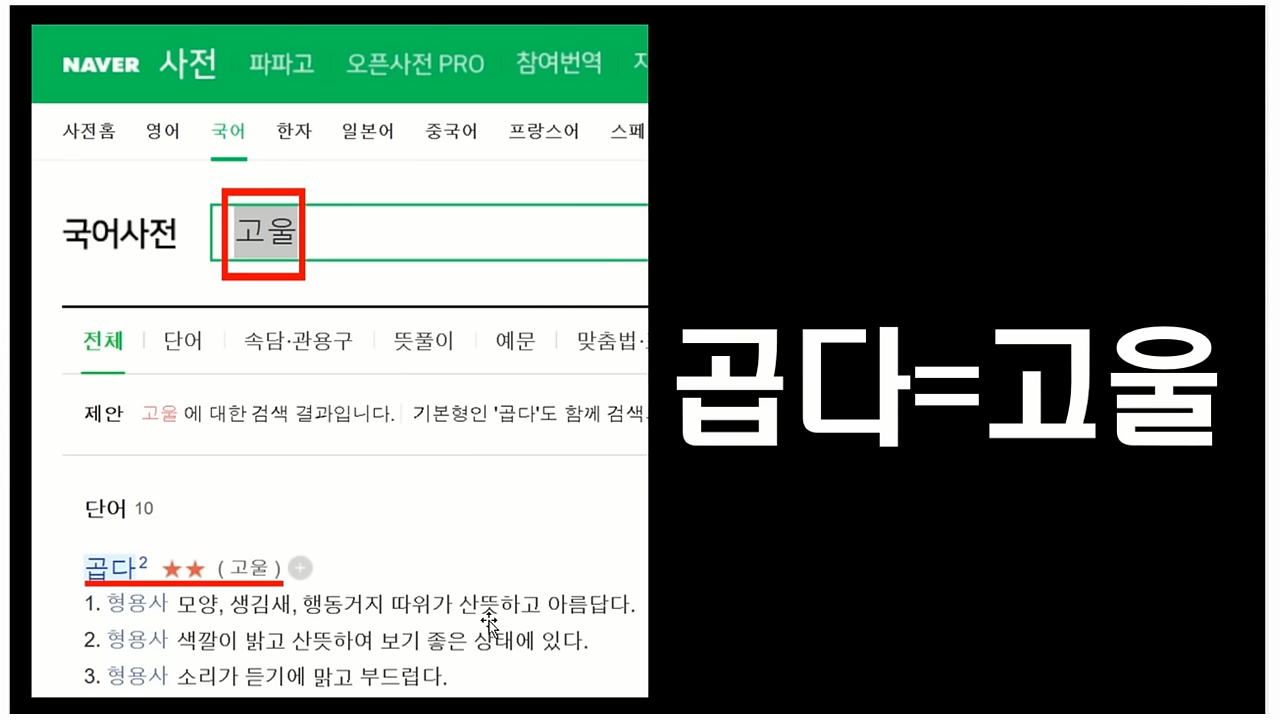 NAVER 사전 파파고 오픈사전 PRO 참여번역
사전홈 영어 국어 한자 일본어 중국어 프랑스어 스페
국어사전 고울
전체 단어 속담·관용구 뜻풀이 예문 맞춤법·
제안 고울 에 대한 검색 결과입니다. 기본형인 '곱다'도 함께 검색
단어 10
곱다2 ★★ ( 고울 ) +
1. 형용사 모양, 생김새, 행동거지 따위가 산뜻하고 아름답다.
2. 형용사 색깔이 밝고 산뜻하여 보기 좋은 상태에 있다.
3. 형용사 소리가 듣기에 맑고 부드럽다.
곱다=고울